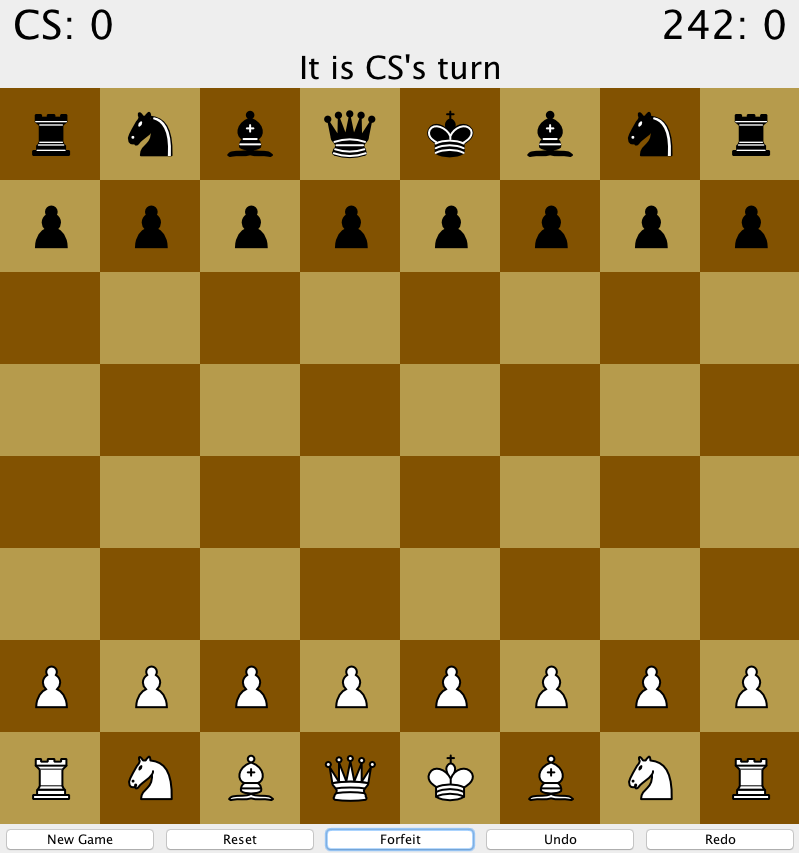 CS: 0 242: 0
It is CS's turn
New Game Reset Forfeit Undo Redo